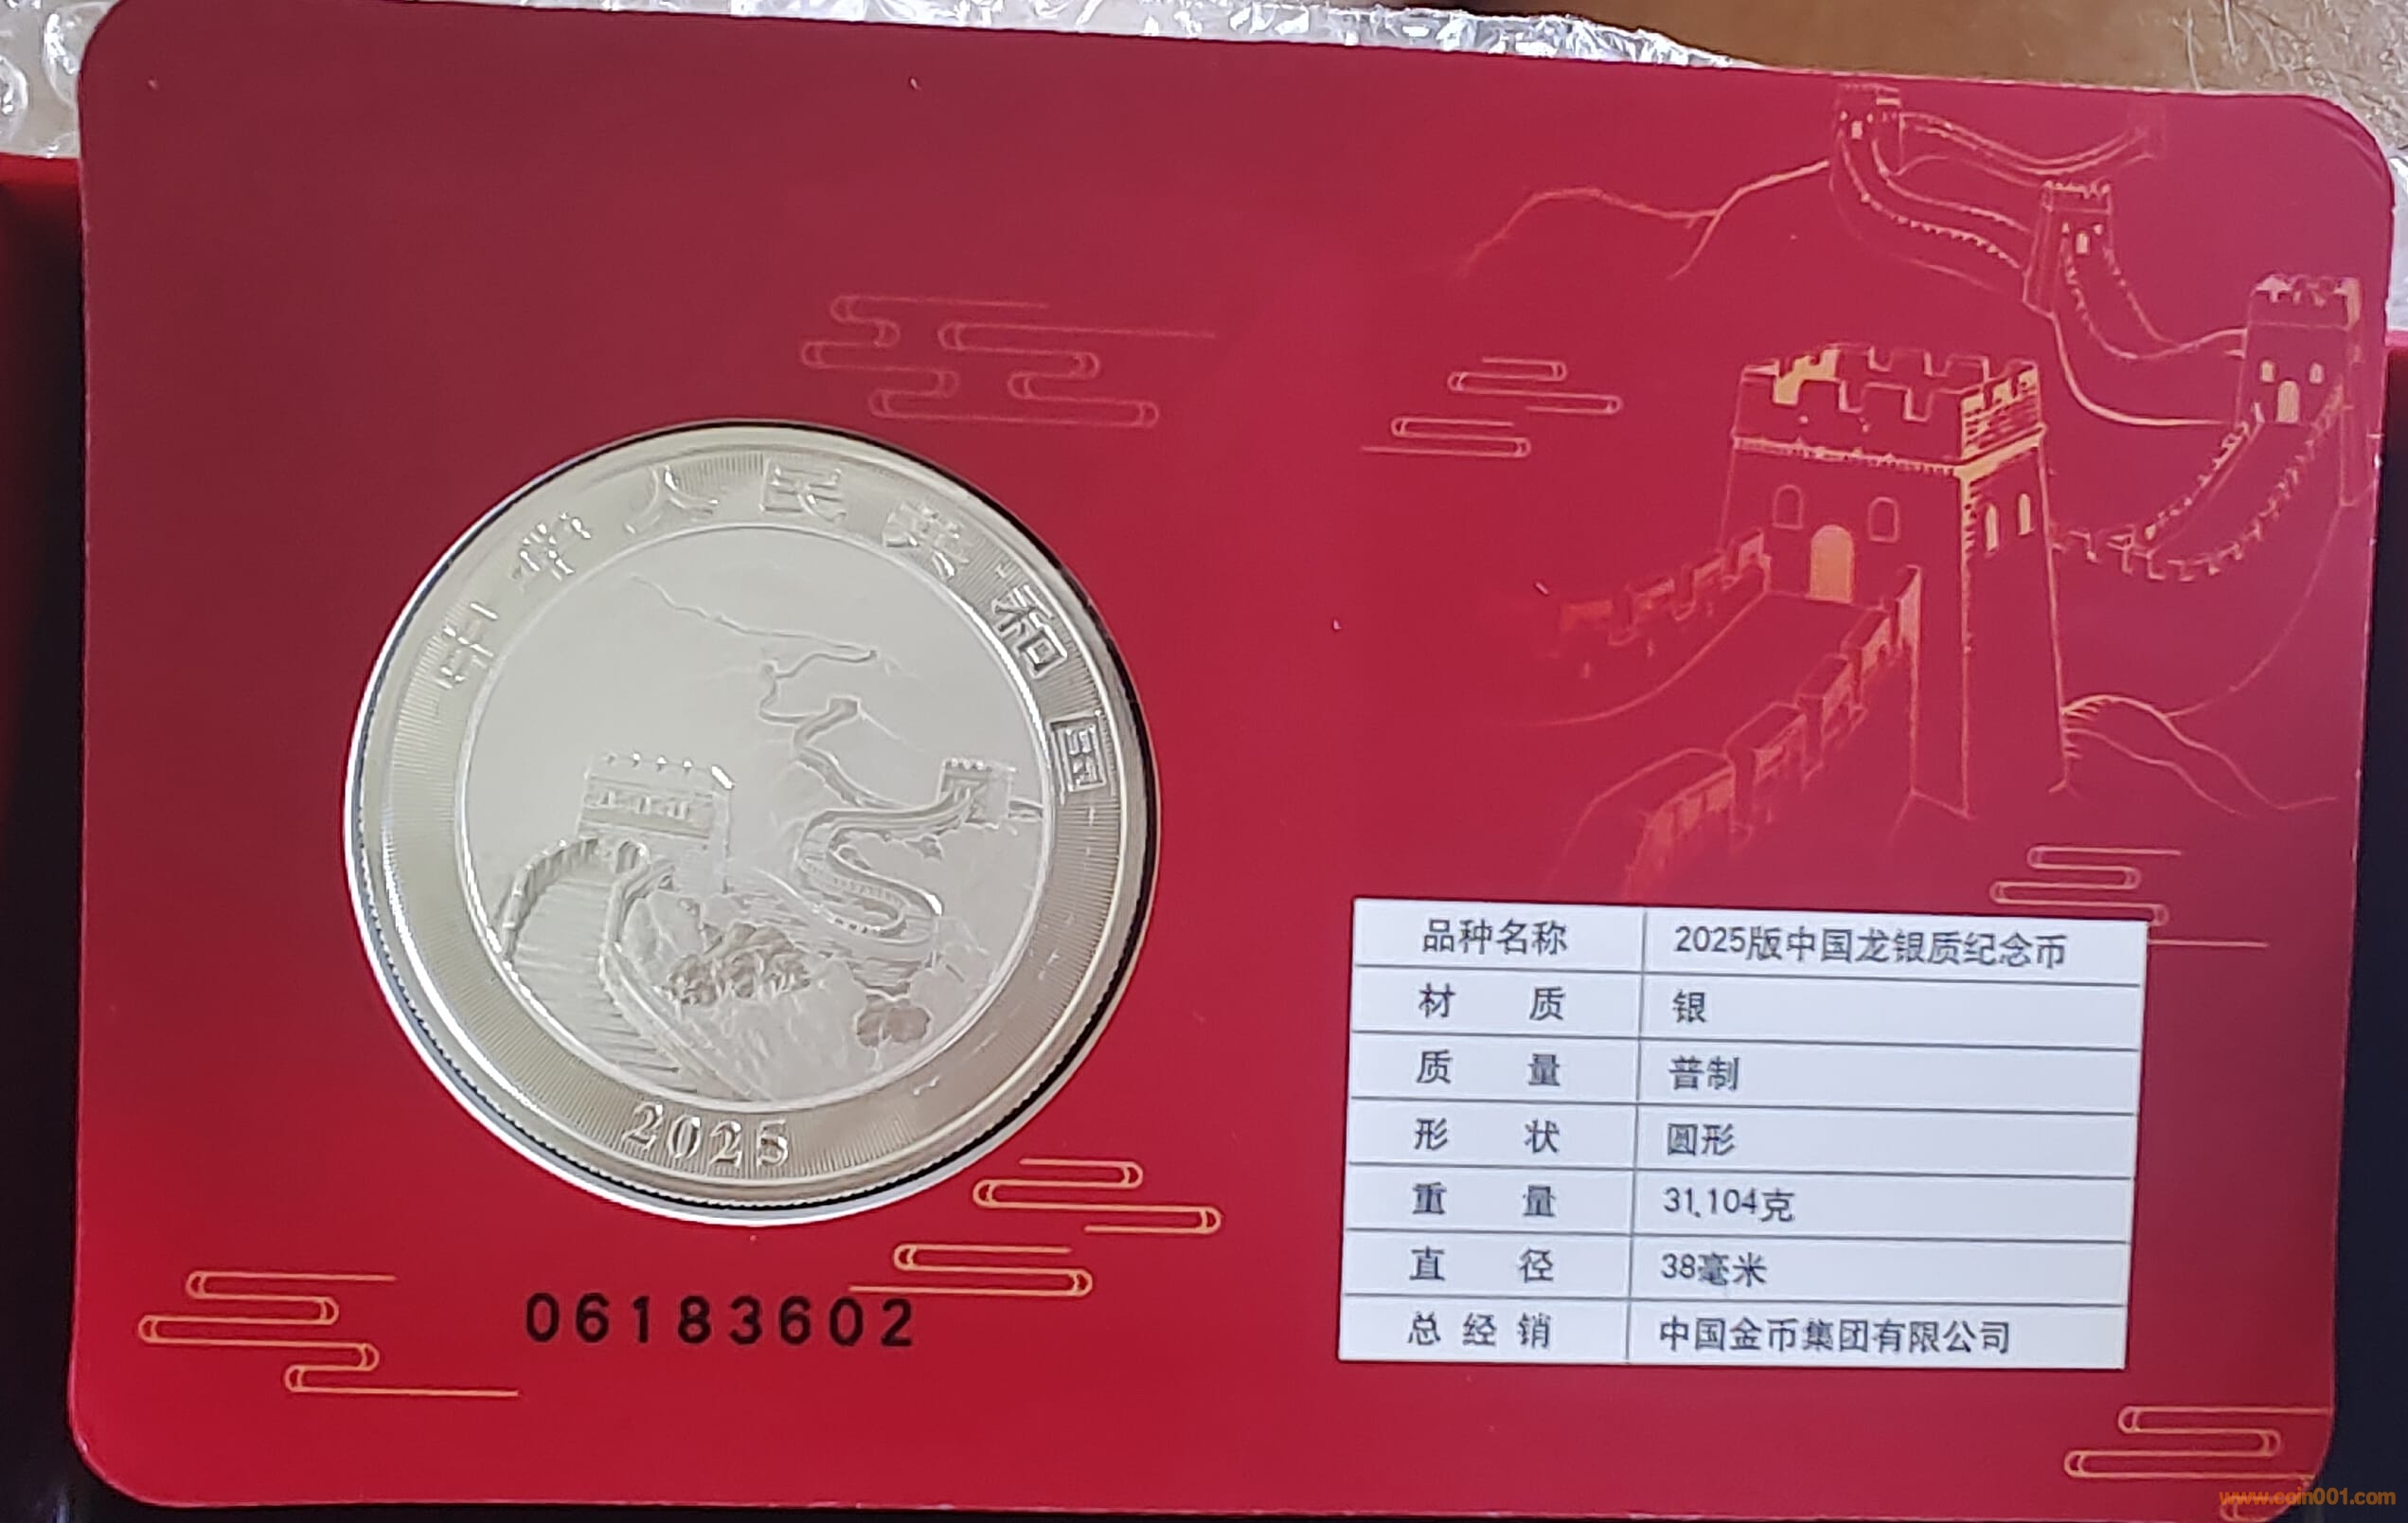 中华人民共和国
2025
06183602
品种名称 2025版中国龙银质纪念币
材质 银
质量 普制
形状 圆形
重量 31.104克
直径 38毫米
总经销 中国金币集团有限公司
www.coin001.com